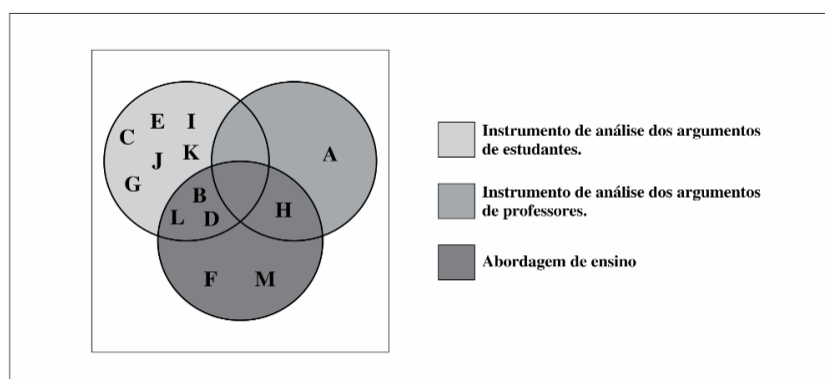 E I
C
J K
G
A
B
L D
H
F M
Instrumento de análise dos argumentos
de estudantes.
Instrumento de análise dos argumentos
de professores.
Abordagem de ensino